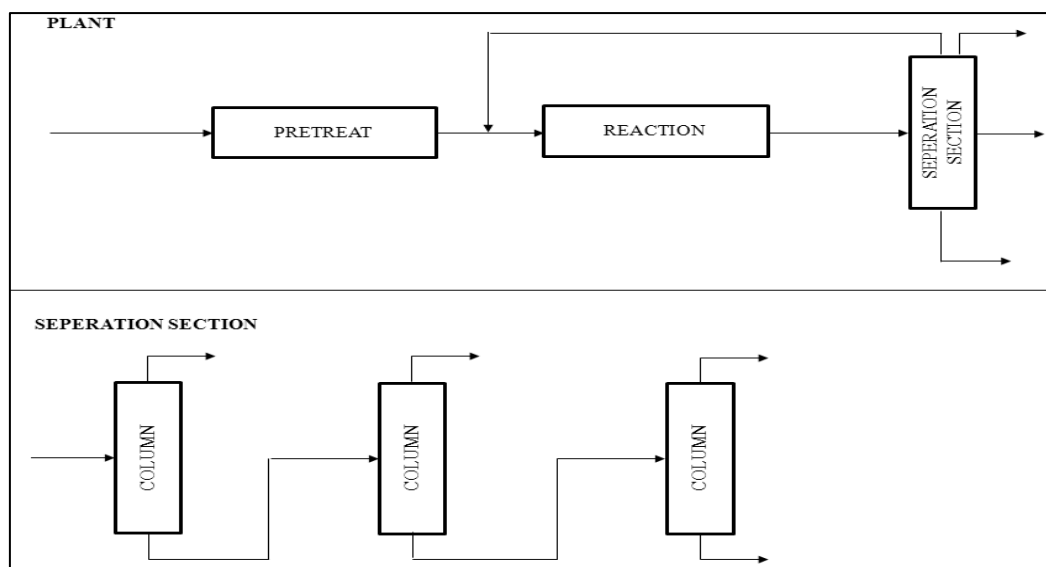 PLANT
PRETREAT
REACTION
SEPERATION
SECTION
SEPERATION SECTION
COLUMN
COLUMN
COLUMN